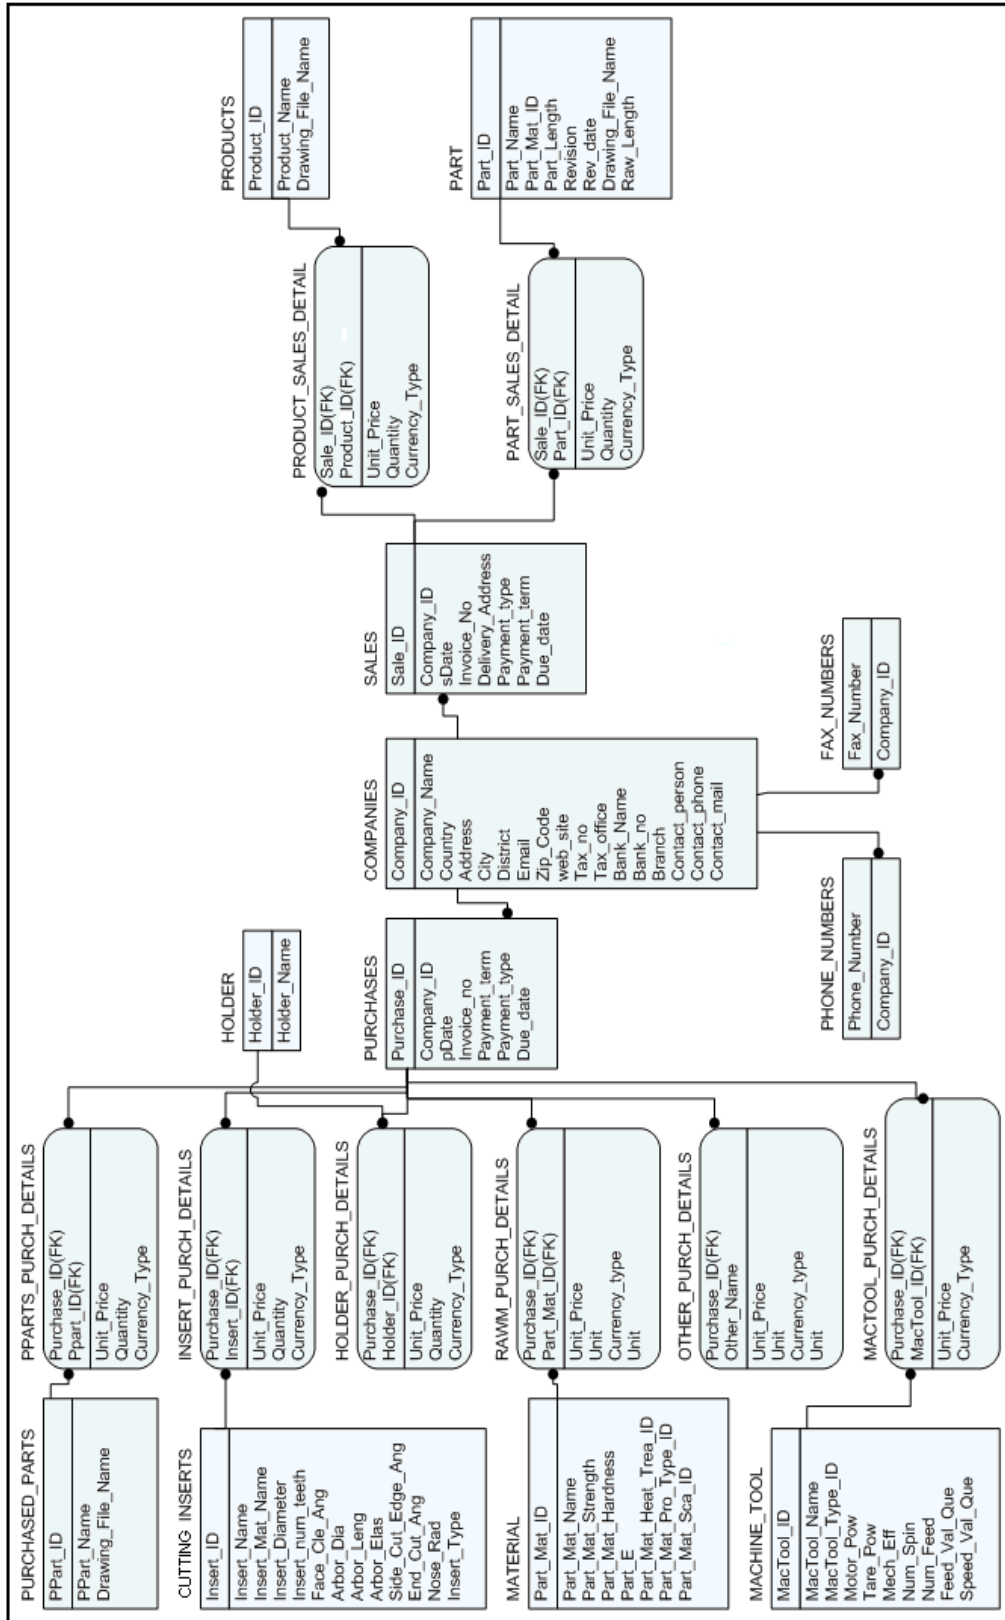 PURCHASED_PARTS
PPart_ID
PPart_Name
Drawing_File_Name
CUTTING INSERTS
Insert_ID
Insert_Name
Insert_Mat_Name
Insert_Diameter
Insert_num_teeth
Face_Cle_Ang
Arbor_Dia
Arbor_Leng
Arbor_Elas
Side_Cut_Edge_Ang
End_Cut_Ang
Nose_Rad
Insert_Type
MATERIAL
Part_Mat_ID
Part_Mat_Name
Part_Mat_Strength
Part_Mat_Hardness
Part_E
Part_Mat_Heat_Trea_ID
Part_Mat_Pro_Type_ID
Part_Mat_Sca_ID
MACHINE_TOOL
MacTool_ID
MacTool_Name
MacTool_Type_ID
Motor_Pow
Tare_Pow
Mech_Eff
Num_Spin
Num_Feed
Feed_Val_Que
Speed_Val_Que
PPARTS_PURCH_DETAILS
Purchase_ID(FK)
Ppart_ID(FK)
Unit_Price
Quantity
Currency_Type
INSERT_PURCH_DETAILS
Purchase_ID(FK)
Insert_ID(FK)
Unit_Price
Quantity
Currency_Type
HOLDER_PURCH_DETAILS
Purchase_ID(FK)
Holder_ID(FK)
Unit_Price
Quantity
Currency_Type
RAWM_PURCH_DETAILS
Purchase_ID(FK)
Part_Mat_ID(FK)
Unit_Price
Unit
Currency_type
Unit
OTHER_PURCH_DETAILS
Purchase_ID(FK)
Other_Name
Unit_Price
Unit
Currency_type
Unit
MACTOOL_PURCH_DETAILS
Purchase_ID(FK)
MacTool_ID(FK)
Unit_Price
Currency_Type
HOLDER
Holder_ID
Holder_Name
PURCHASES
Purchase_ID
Company_ID
pDate
Invoice_no
Payment_term
Payment_type
Due_date
COMPANIES
Company_ID
Company_Name
Country
Address
City
District
Email
Zip_Code
web_site
Tax_no
Tax_office
Bank_Name
Bank_no
Branch
Contact_person
Contact_phone
Contact_mail
PHONE_NUMBERS
Phone_Number
Company_ID
FAX_NUMBERS
Fax_Number
Company_ID
SALES
Sale_ID
Company_ID
sDate
Invoice_No
Delivery_Address
Payment_type
Payment_term
Due_date
PRODUCT_SALES_DETAIL
Sale_ID(FK)
Product_ID(FK)
Unit_Price
Quantity
Currency_Type
PART_SALES_DETAIL
Sale_ID(FK)
Part_ID(FK)
Unit_Price
Quantity
Currency_Type
PRODUCTS
Product_ID
Product_Name
Drawing_File_Name
PART
Part_ID
Part_Name
Part_Mat_ID
Part_Length
Revision
Rev_date
Drawing_File_Name
Raw_Length